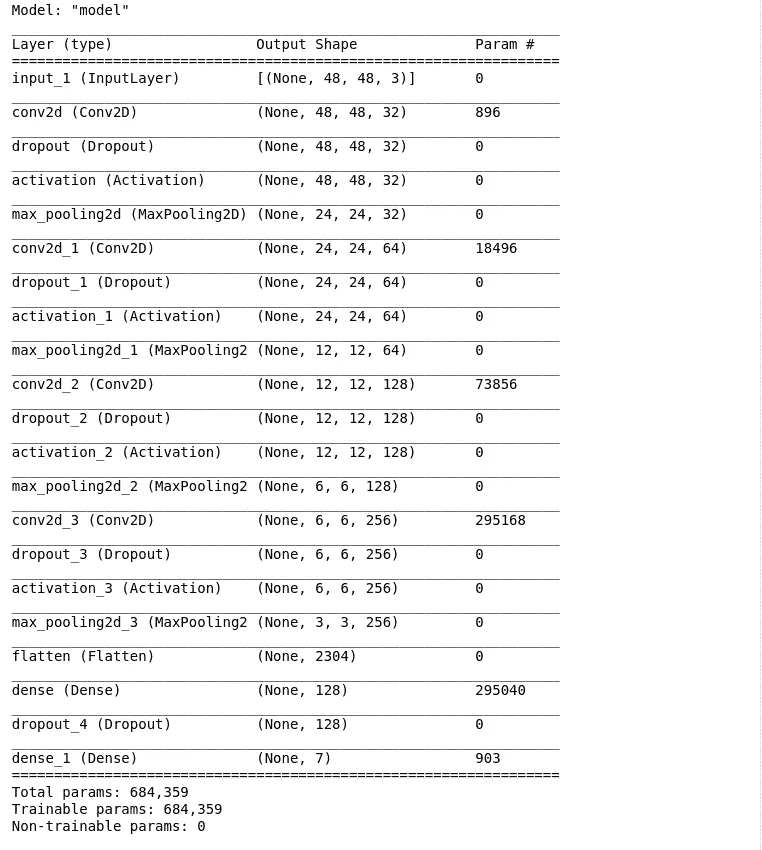 Model: "model"
Layer (type) Output Shape Param #
input_1 (InputLayer) [(None, 48, 48, 3)] 0
conv2d (Conv2D) (None, 48, 48, 32) 896
dropout (Dropout) (None, 48, 48, 32) 0
activation (Activation) (None, 48, 48, 32) 0
max_pooling2d (MaxPooling2D) (None, 24, 24, 32) 0
conv2d_1 (Conv2D) (None, 24, 24, 64) 18496
dropout_1 (Dropout) (None, 24, 24, 64) 0
activation_1 (Activation) (None, 24, 24, 64) 0
max_pooling2d_1 (MaxPooling2 (None, 12, 12, 64) 0
conv2d_2 (Conv2D) (None, 12, 12, 128) 73856
dropout_2 (Dropout) (None, 12, 12, 128) 0
activation_2 (Activation) (None, 12, 12, 128) 0
max_pooling2d_2 (MaxPooling2 (None, 6, 6, 128) 0
conv2d_3 (Conv2D) (None, 6, 6, 256) 295168
dropout_3 (Dropout) (None, 6, 6, 256) 0
activation_3 (Activation) (None, 6, 6, 256) 0
max_pooling2d_3 (MaxPooling2 (None, 3, 3, 256) 0
flatten (Flatten) (None, 2304) 0
dense (Dense) (None, 128) 295040
dropout_4 (Dropout) (None, 128) 0
dense_1 (Dense) (None, 7) 903
Total params: 684,359
Trainable params: 684,359
Non-trainable params: 0